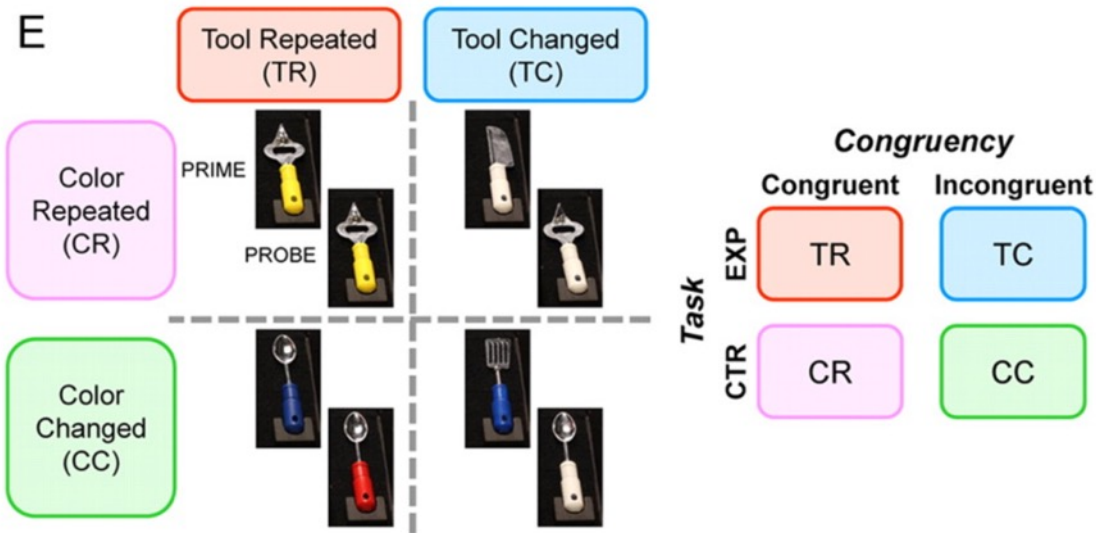 E
Tool Repeated
(TR)
Tool Changed
(TC)
Color
Repeated
(CR)
PRIME
PROBE
Color
Changed
(CC)
Congruency
Congruent
Incongruent
Task
EXP
TR
TC
CTR
CR
CC